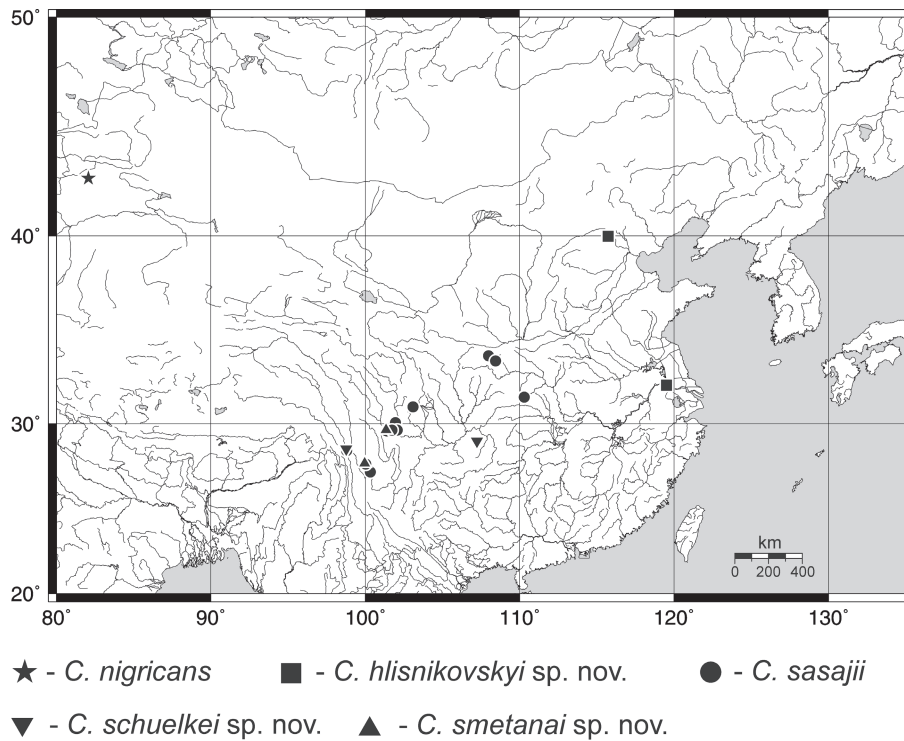 50˚
40˚
30˚
20˚
km
0 200 400
80˚ 90˚ 100˚ 110˚ 120˚ 130˚
- C. nigricans - C. hlisnikovskyi sp. nov. - C. sasajii
- C. schuelkei sp. nov. - C. smetanai sp. nov.